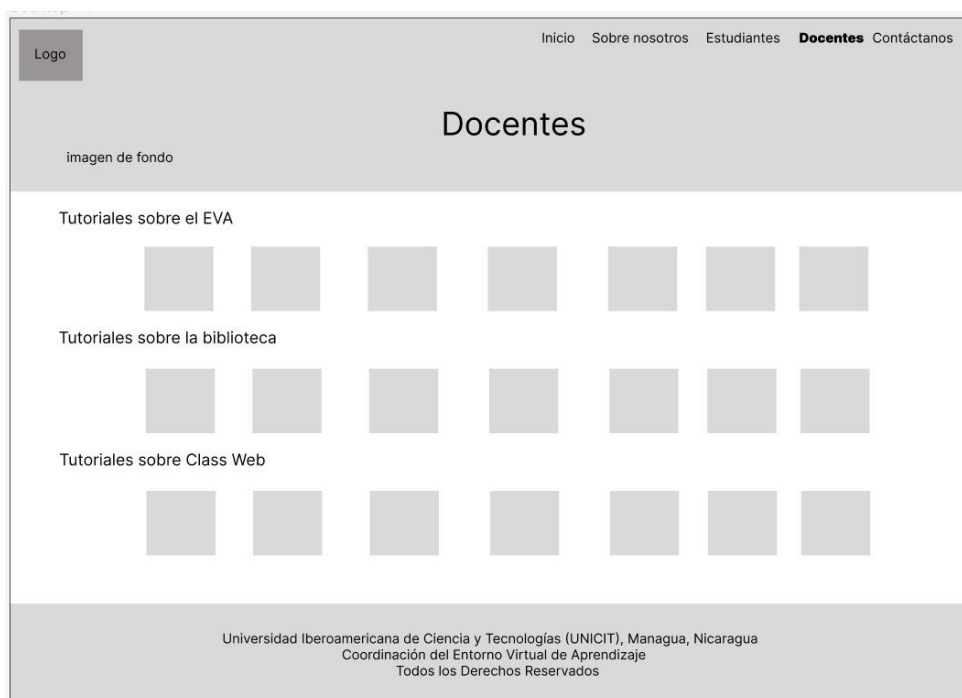 Logo
Inicio Sobre nosotros Estudiantes Docentes Contáctanos
Docentes
imagen de fondo
Tutoriales sobre el EVA
Tutoriales sobre la biblioteca
Tutoriales sobre Class Web
Universidad Iberoamericana de Ciencia y Tecnologías (UNICIT), Managua, Nicaragua
Coordinación del Entorno Virtual de Aprendizaje
Todos los Derechos Reservados